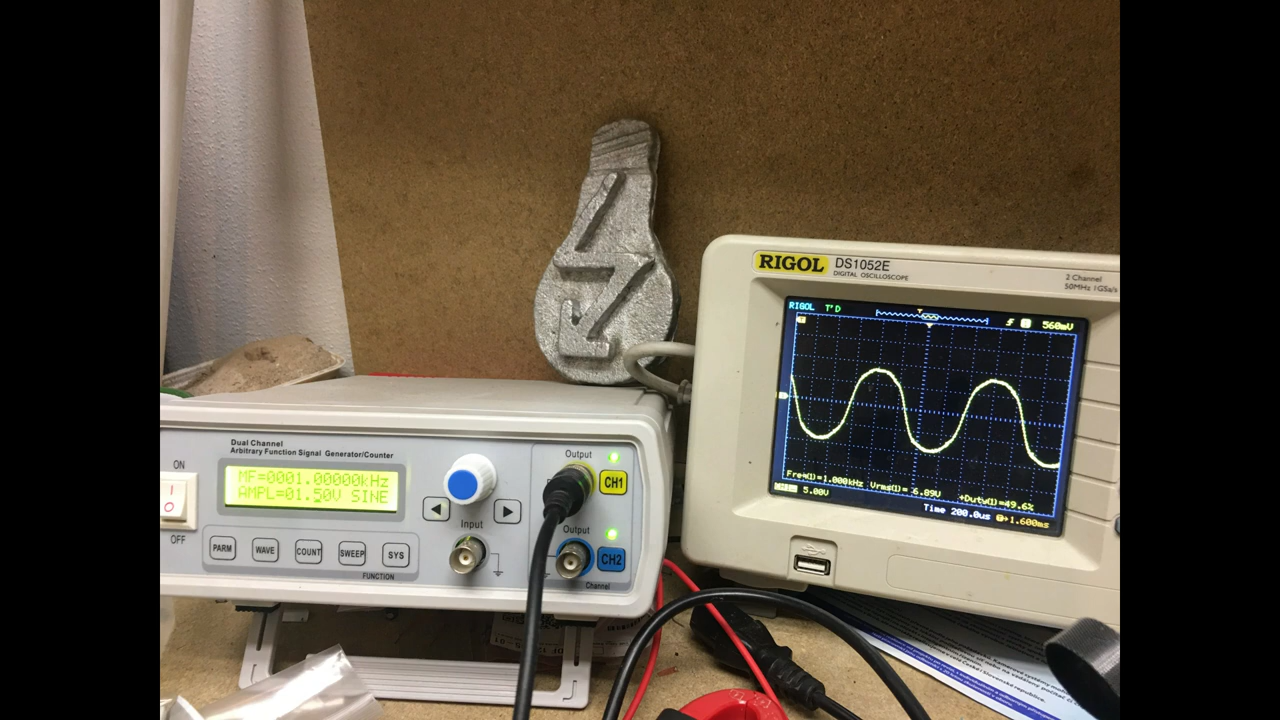 RIGOL DS1052E
DIGITAL OSCILLOSCOPE
2 Channel
50MHz 1GSa/s
RIGOL T'D
560mV
Freq(1)=1.000kHz Vrms(1)=6.89V +Duty(1)=49.6%
5.00V
Time 200.0us +1.600ms
Dual Channel
Arbitrary Function Signal Generator/Counter
ON
OFF
MF=0001.00000kHz
AMPL=01.50V SINE
Output
CH1
Input
Output
CH2
Channel
PARM
WAVE
COUNT
SWEEP
SYS
FUNCTION